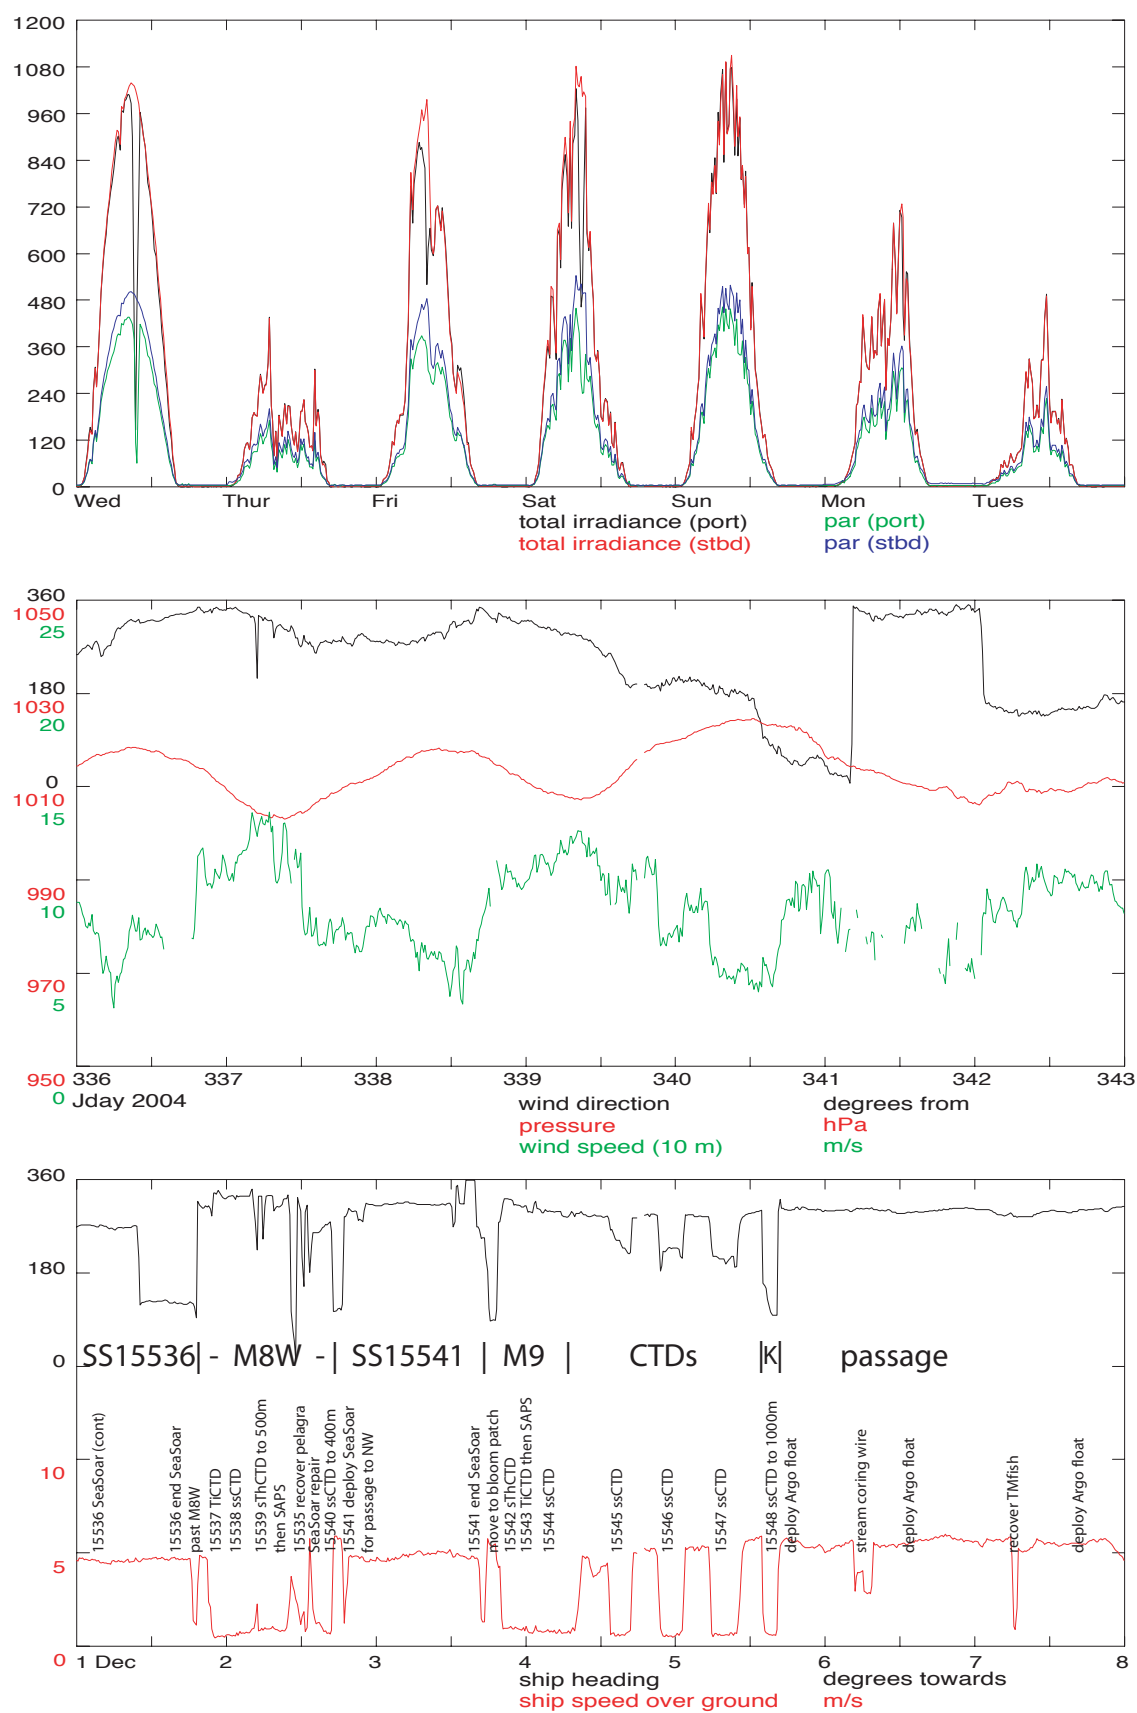 1200
1080
960
840
720
600
480
360
240
120
0
Wed Thur Fri Sat Sun Mon Tues
total irradiance (port) par (port)
total irradiance (stbd) par (stbd)
360
1050
25
180
1030
20
0
1010
15
990
10
970
5
950
0
336 337 338 339 340 341 342 343
Jday 2004
wind direction degrees from
pressure hPa
wind speed (10 m) m/s
360
180
0
SS15536 | - M8W - | SS15541 | M9 | CTDs |K| passage
15536 SeaSoar (cont)
15536 end SeaSoar
past M8W
15537 TiCTD
15538 ssCTD
15539 sThCTD to 500m
then SAPS
15535 recover pelagra
SeaSoar repair
15540 ssCTD to 400m
15541 deploy SeaSoar
for passage to NW
15541 end SeaSoar
move to bloom patch
15542 sThCTD
15543 TiCTD then SAPS
15544 ssCTD
15545 ssCTD
15546 ssCTD
15547 ssCTD
15548 ssCTD to 1000m
deploy Argo float
stream coring wire
deploy Argo float
recover TMfish
deploy Argo float
10
5
0
1 Dec 2 3 4 5 6 7 8
ship heading degrees towards
ship speed over ground m/s